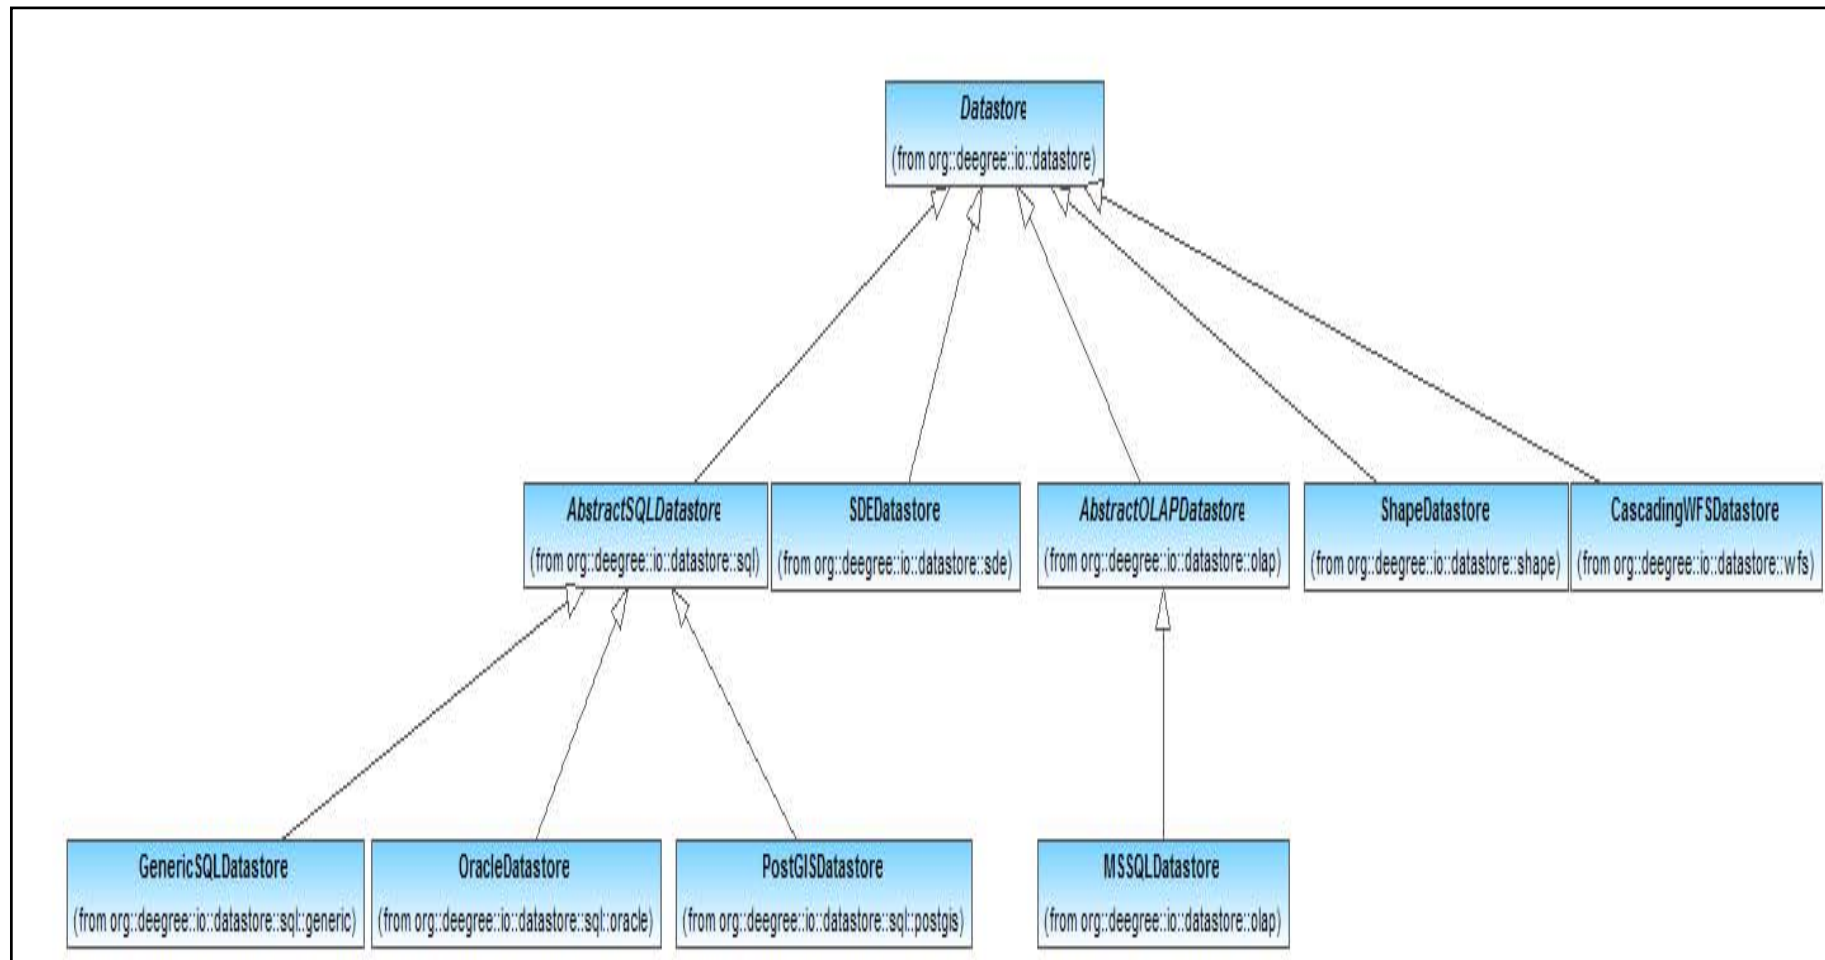 Datastore
(from org::deegree::io::datastore)
AbstractSQLDatastore
(from org::deegree::io::datastore::sql)
SDEDatastore
(from org::deegree::io::datastore::sde)
AbstractOLAPDatastore
(from org::deegree::io::datastore::olap)
ShapeDatastore
(from org::deegree::io::datastore::shape)
CascadingWFSDatastore
(from org::deegree::io::datastore::wfs)
GenericSQLDatastore
(from org::deegree::io::datastore::sql::generic)
OracleDatastore
(from org::deegree::io::datastore::sql::oracle)
PostGISDatastore
(from org::deegree::io::datastore::sql::postgis)
MSSQLDatastore
(from org::deegree::io::datastore::olap)